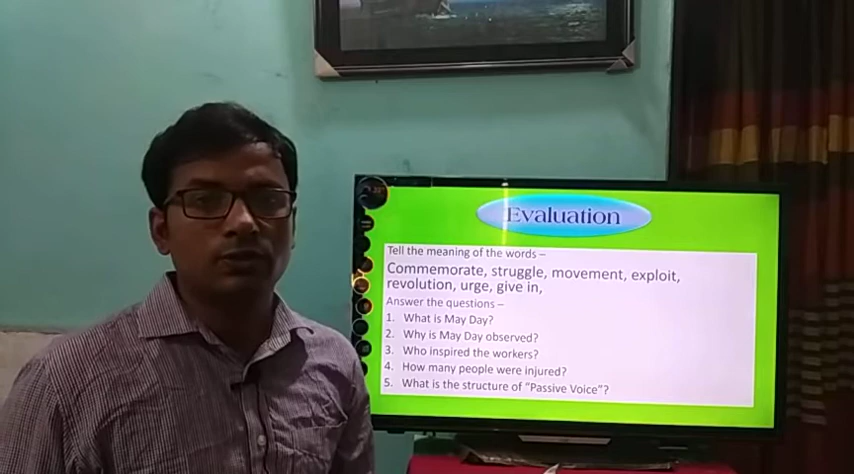 Evaluation
Tell the meaning of the words –
Commemorate, struggle, movement, exploit,
revolution, urge, give in,
Answer the questions –
1. What is May Day?
2. Why is May Day observed?
3. Who inspired the workers?
4. How many people were injured?
5. What is the structure of "Passive Voice"?